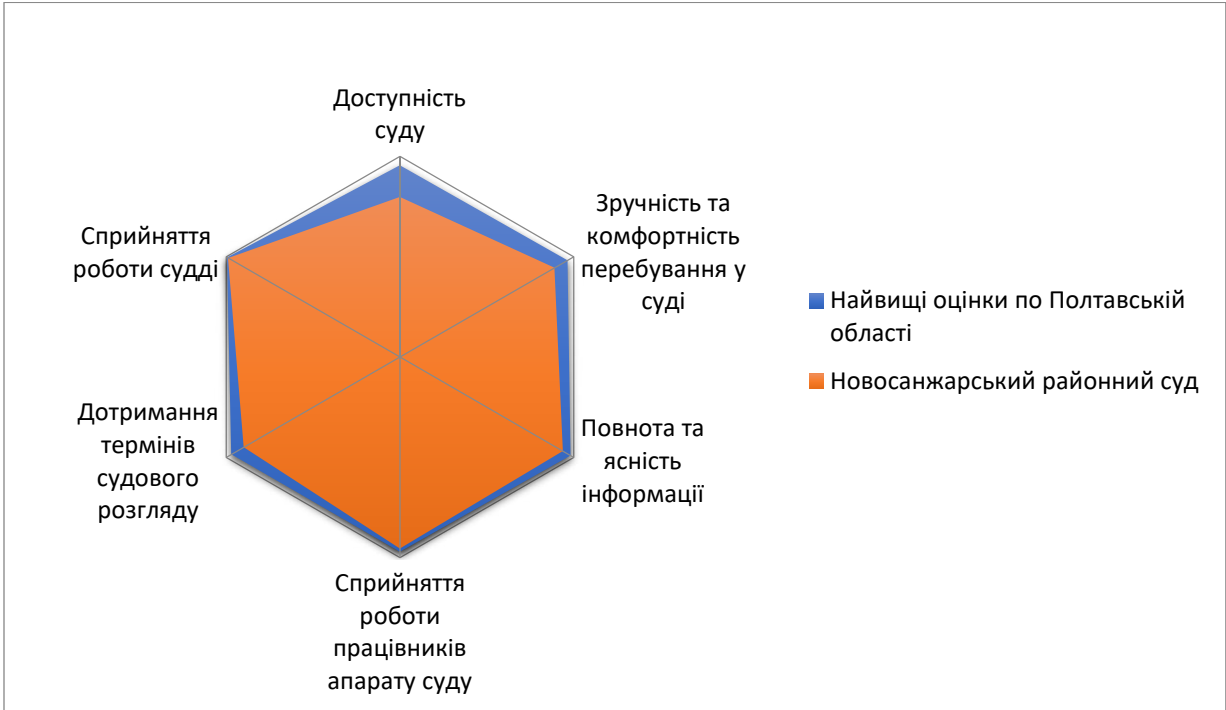 Доступність
суду
Зручність та
комфортність
перебування у
суді
Повнота та
ясність
інформації
Сприйняття
роботи
працівників
апарату суду
Дотримання
термінів
судового
розгляду
Сприйняття
роботи судді
Найвищі оцінки по Полтавській
області
Новосанжарський районний суд